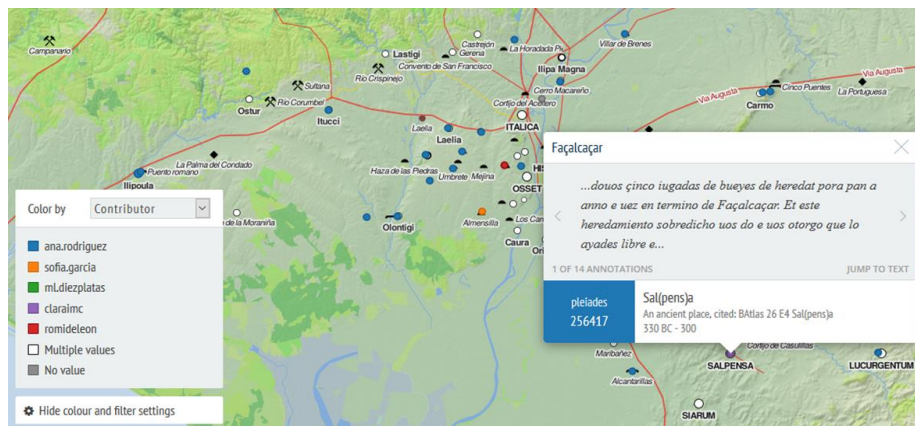 Campanario
Lastigi
Castrejón
Gerena
La Horadada
Villar de Brenes
Convento de San Francisco
Rio Crispinejo
Ilipa Magna
Cerro Macareño
Sultana
Rio Corumbel
Ostur
Itucci
Cortijo del Acetero
Via Augusta
Cinco Puentes
La Portuguesa
Via Augusta
Carmo
Laelia
Laelia
ITALICA
La Palma del Condado
Puente romano
Ilipoula
Haza de las Piedras
Umbrete
Mejina
OSSET
de la Moraniña
Olontigi
Almensilla
Caura
Color by Contributor
ana.rodriguez
sofia.garcia
ml.diezplatas
claraimc
romideleon
Multiple values
No value
Hide colour and filter settings
Façalcaçar
...douos çinco iugadas de bueyes de heredat pora pan a
anno e uez en termino de Façalcaçar. Et este
heredamiento sobredicho uos do e uos otorgo que lo
ayades libre e...
1 OF 14 ANNOTATIONS JUMP TO TEXT
pleiades
256417
Sal(pens)a
An ancient place, cited: BAtlas 26 E4 Sal(pens)a
330 BC - 300
Maribañez
Cortijo de Casulillas
SALPENSA
LUCURGENTUM
Alcantarillas
SIARUM